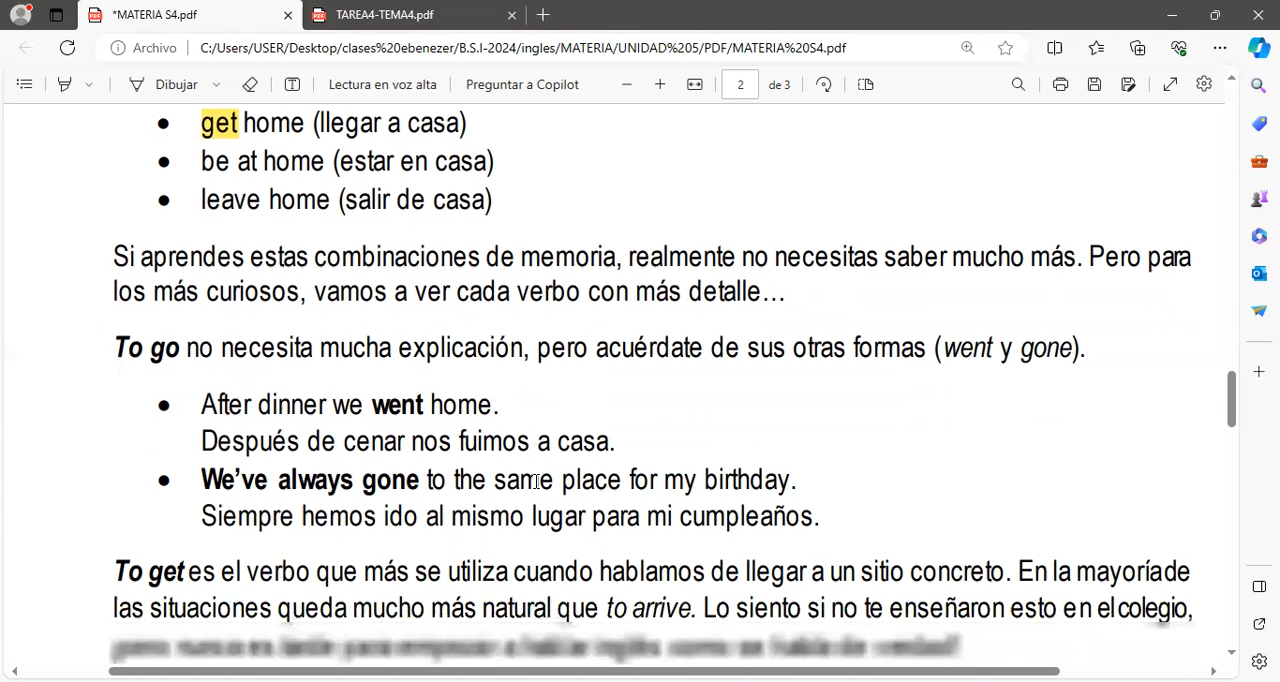 *MATERIA S4.pdf
TAREA4-TEMA4.pdf
Archivo
C:/Users/USER/Desktop/clases%20ebenezer/B.S.I-2024/ingles/MATERIA/UNIDAD%205/PDF/MATERIA%20S4.pdf
Dibujar
Lectura en voz alta
Preguntar a Copilot
2
de 3
• get home (llegar a casa)
• be at home (estar en casa)
• leave home (salir de casa)
Si aprendes estas combinaciones de memoria, realmente no necesitas saber mucho más. Pero para
los más curiosos, vamos a ver cada verbo con más detalle…
To go no necesita mucha explicación, pero acuérdate de sus otras formas (went y gone).
• After dinner we went home.
Después de cenar nos fuimos a casa.
• We’ve always gone to the same place for my birthday.
Siempre hemos ido al mismo lugar para mi cumpleaños.
To get es el verbo que más se utiliza cuando hablamos de llegar a un sitio concreto. En la mayoría de
las situaciones queda mucho más natural que to arrive. Lo siento si no te enseñaron esto en el colegio,